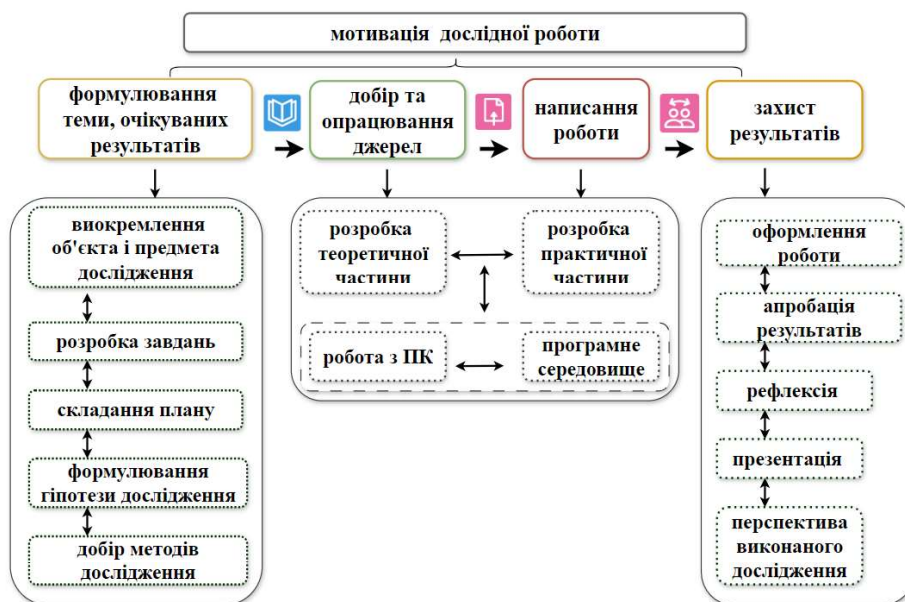 мотивація дослідної роботи
формулювання
теми, очікуваних
результатів
добір та
опрацювання
джерел
написання
роботи
захист
результатів
виокремлення
об'єкта і предмета
дослідження
розробка завдань
складання плану
формулювання
гіпотези дослідження
добір методів
дослідження
розробка
теоретичної
частини
розробка
практичної
частини
робота з ПК
програмне
середовище
оформлення
роботи
апробація
результатів
рефлексія
презентація
перспектива
виконаного
дослідження